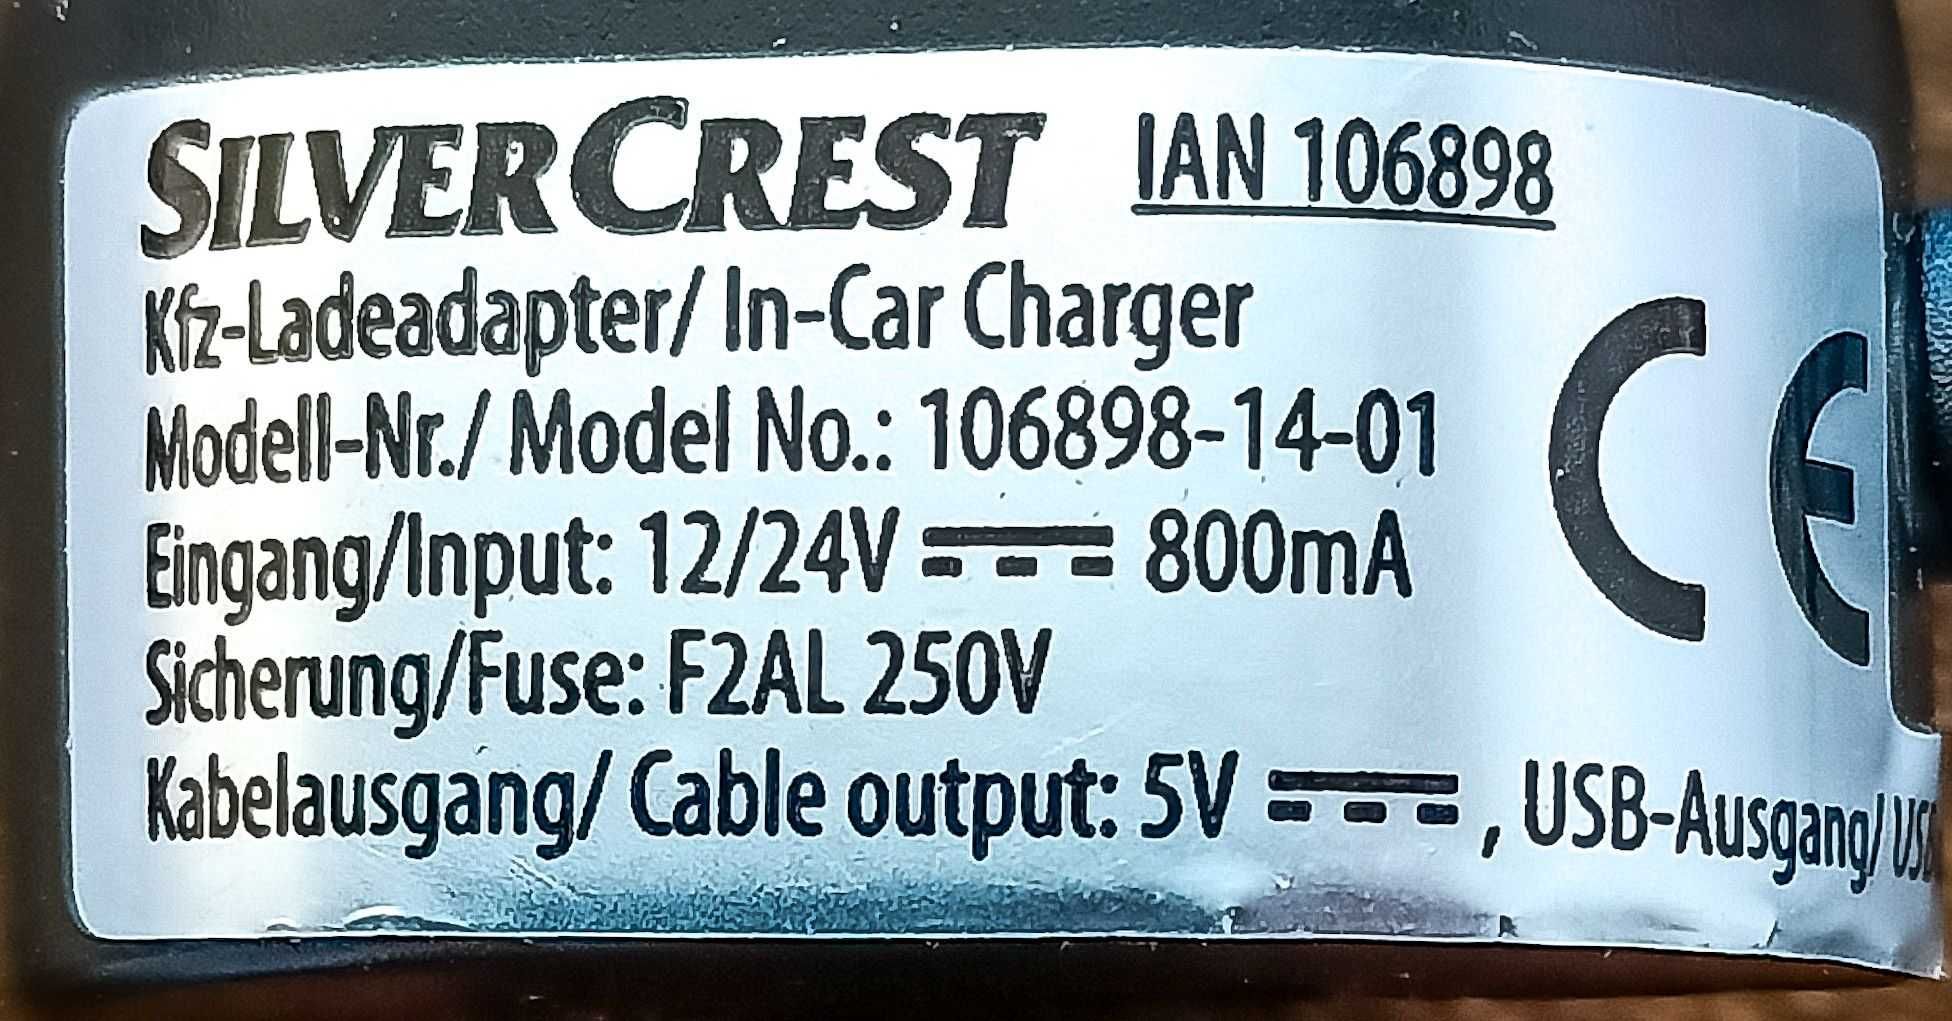 SILVERCREST IAN 106898
Kfz-Ladeadapter/ In-Car Charger
Modell-Nr./ Model No.: 106898-14-01
Eingang/Input: 12/24V ⎓ 800mA
Sicherung/Fuse: F2AL 250V
Kabelausgang/ Cable output: 5V ⎓ , USB-Ausgang/
CE